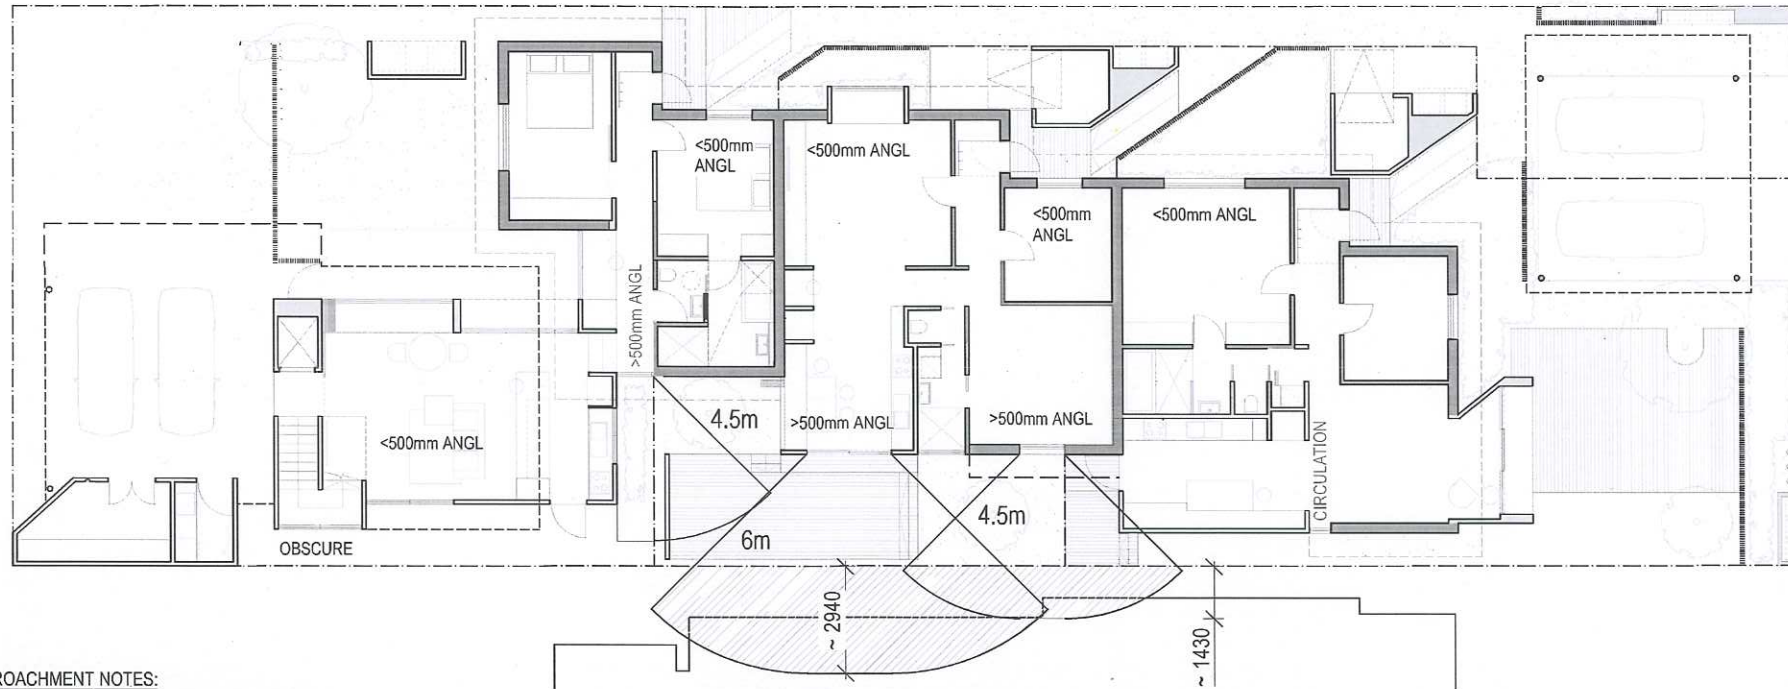 <500mm
ANGL
<500mm ANGL
<500mm
ANGL
<500mm ANGL
>500mm ANGL
<500mm ANGL
4.5m
>500mm ANGL
>500mm ANGL
CIRCULATION
OBSCURE
6m
4.5m
~ 2940
~ 1430
ROACHMENT NOTES: